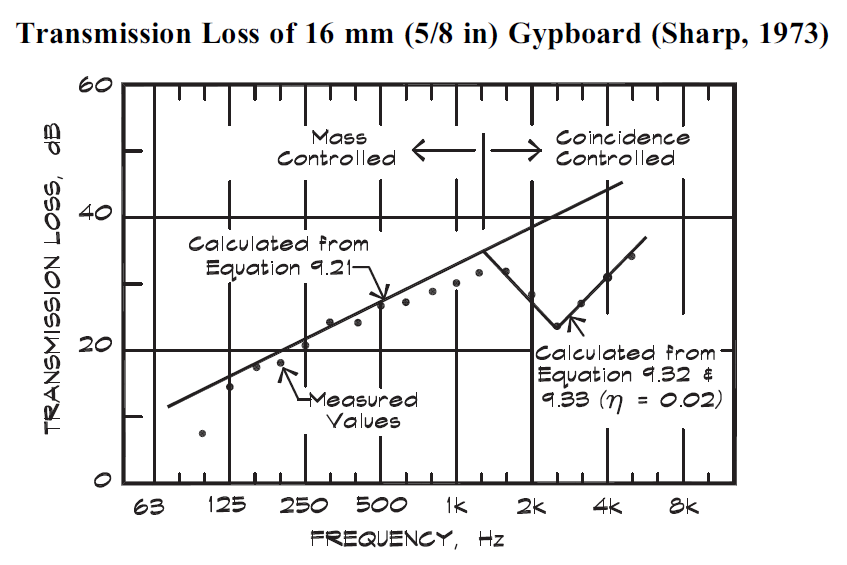 Transmission Loss of 16 mm (5/8 in) Gypboard (Sharp, 1973)
60
40
20
0
TRANSMISSION LOSS, dB
Mass
Controlled
Coincidence
Controlled
Calculated from
Equation 9.21
Measured
Values
Calculated from
Equation 9.32 &
9.33 (η = 0.02)
63 125 250 500 1k 2k 4k 8k
FREQUENCY, Hz